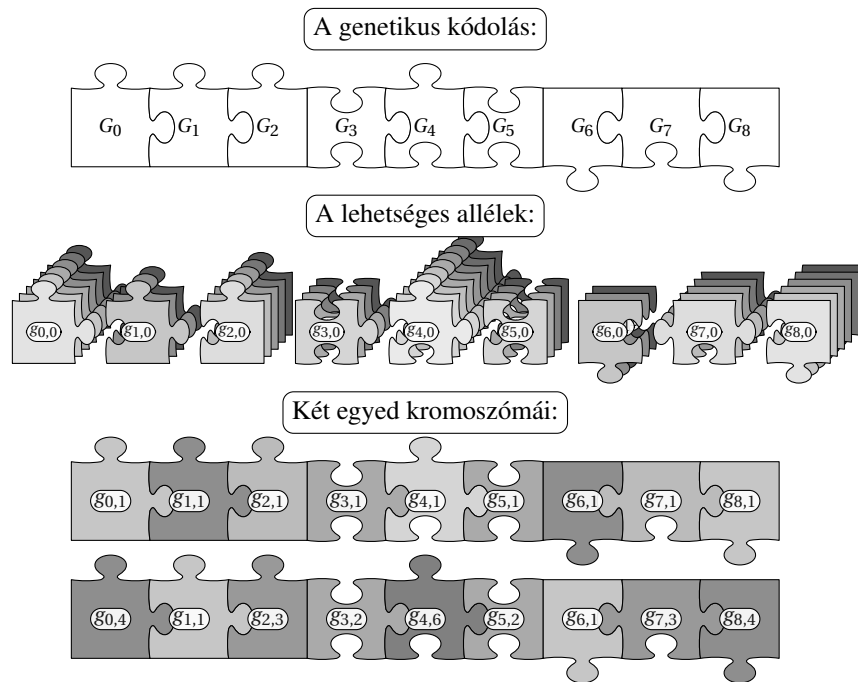 A genetikus kódolás:
G0 G1 G2 G3 G4 G5 G6 G7 G8
A lehetséges allélek:
g0,0 g1,0 g2,0 g3,0 g4,0 g5,0 g6,0 g7,0 g8,0
Két egyed kromoszómái:
g0,1 g1,1 g2,1 g3,1 g4,1 g5,1 g6,1 g7,1 g8,1
g0,4 g1,1 g2,3 g3,2 g4,6 g5,2 g6,1 g7,3 g8,4